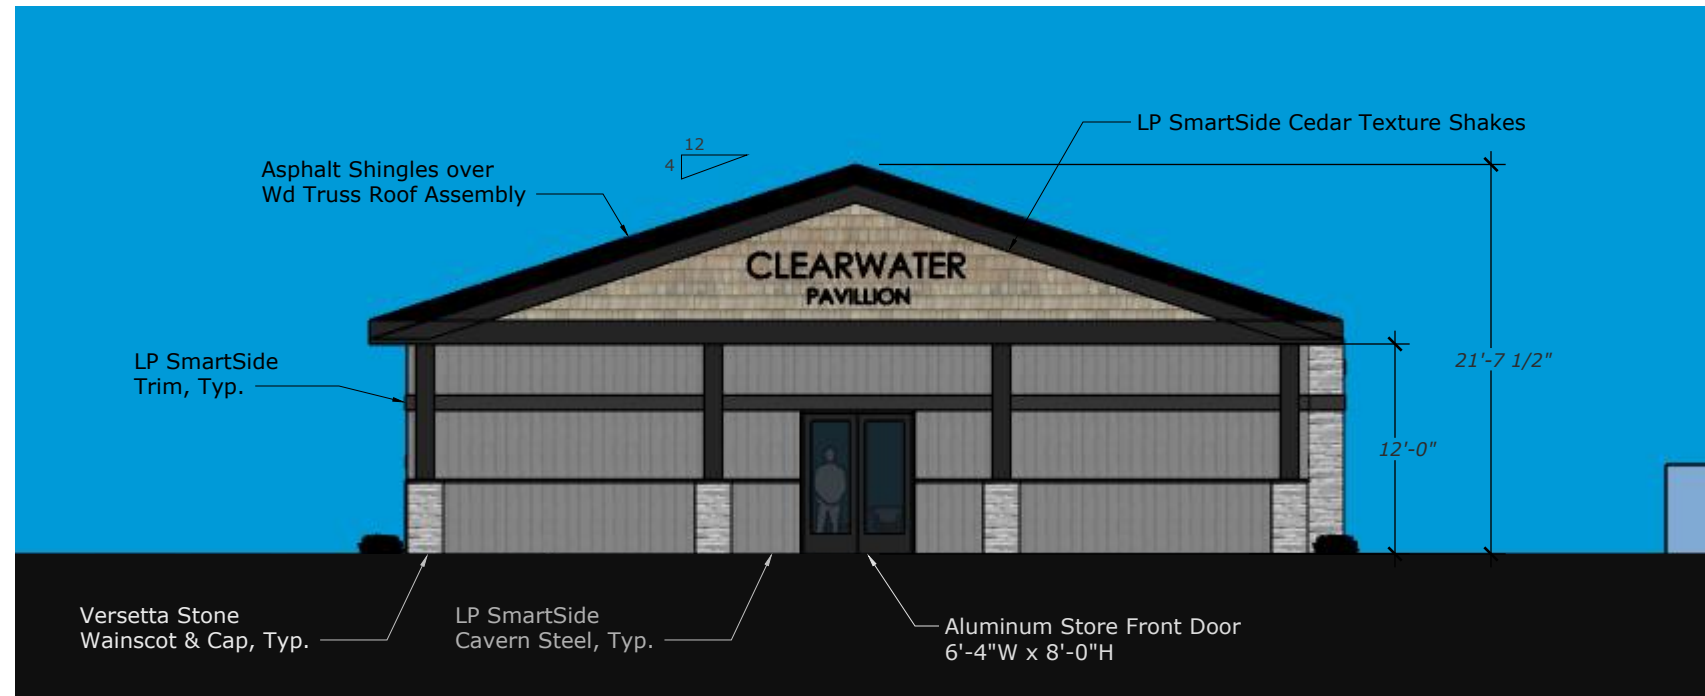 LP SmartSide Cedar Texture Shakes
12
4
Asphalt Shingles over
Wd Truss Roof Assembly
CLEARWATER
PAVILLION
LP SmartSide
Trim, Typ.
21'-7 1/2"
12'-0"
Versetta Stone
Wainscot & Cap, Typ.
LP SmartSide
Cavern Steel, Typ.
Aluminum Store Front Door
6'-4"W x 8'-0"H